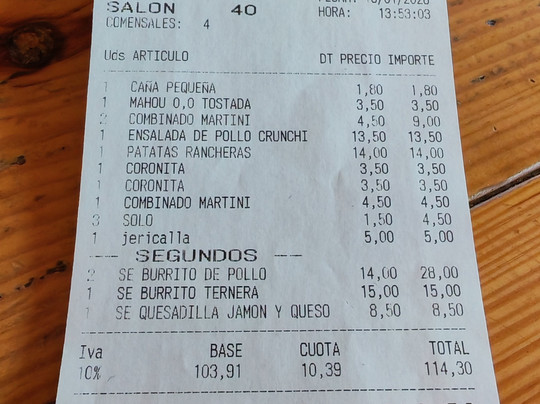 SALON 40
HORA: 13:53:03
COMENSALES: 4
Uds ARTICULO DT PRECIO IMPORTE
1 CAÑA PEQUEÑA 1,80 1,80
1 MAHOU 0,0 TOSTADA 3,50 3,50
2 COMBINADO MARTINI 4,50 9,00
1 ENSALADA DE POLLO CRUNCHI 13,50 13,50
1 PATATAS RANCHERAS 14,00 14,00
1 CORONITA 3,50 3,50
1 CORONITA 3,50 3,50
1 COMBINADO MARTINI 4,50 4,50
3 SOLO 1,50 4,50
1 jericalla 5,00 5,00
--- SEGUNDOS ---
2 SE BURRITO DE POLLO 14,00 28,00
1 SE BURRITO TERNERA 15,00 15,00
1 SE QUESADILLA JAMON Y QUESO 8,50 8,50
Iva BASE CUOTA TOTAL
10% 103,91 10,39 114,30